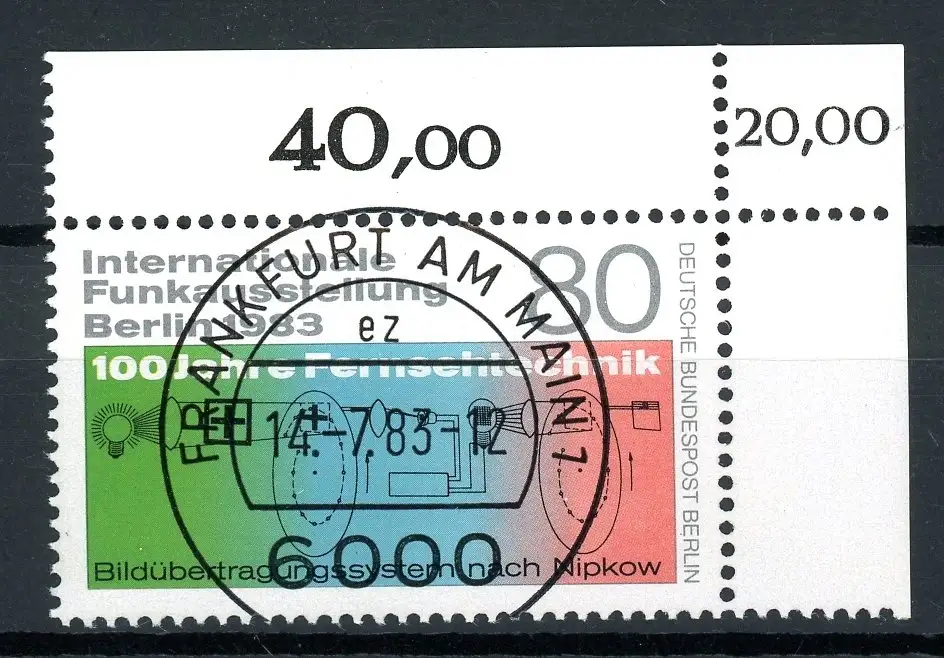 40,00
20,00
Internationale
Funkausstellung
Berlin 1983
80
100 Jahre Fernsehtechnik
Bildübertragungssystem nach Nipkow
DEUTSCHE BUNDESPOST BERLIN
FRANKFURT AM MAIN 1
ez
14.-7.83-12
6000